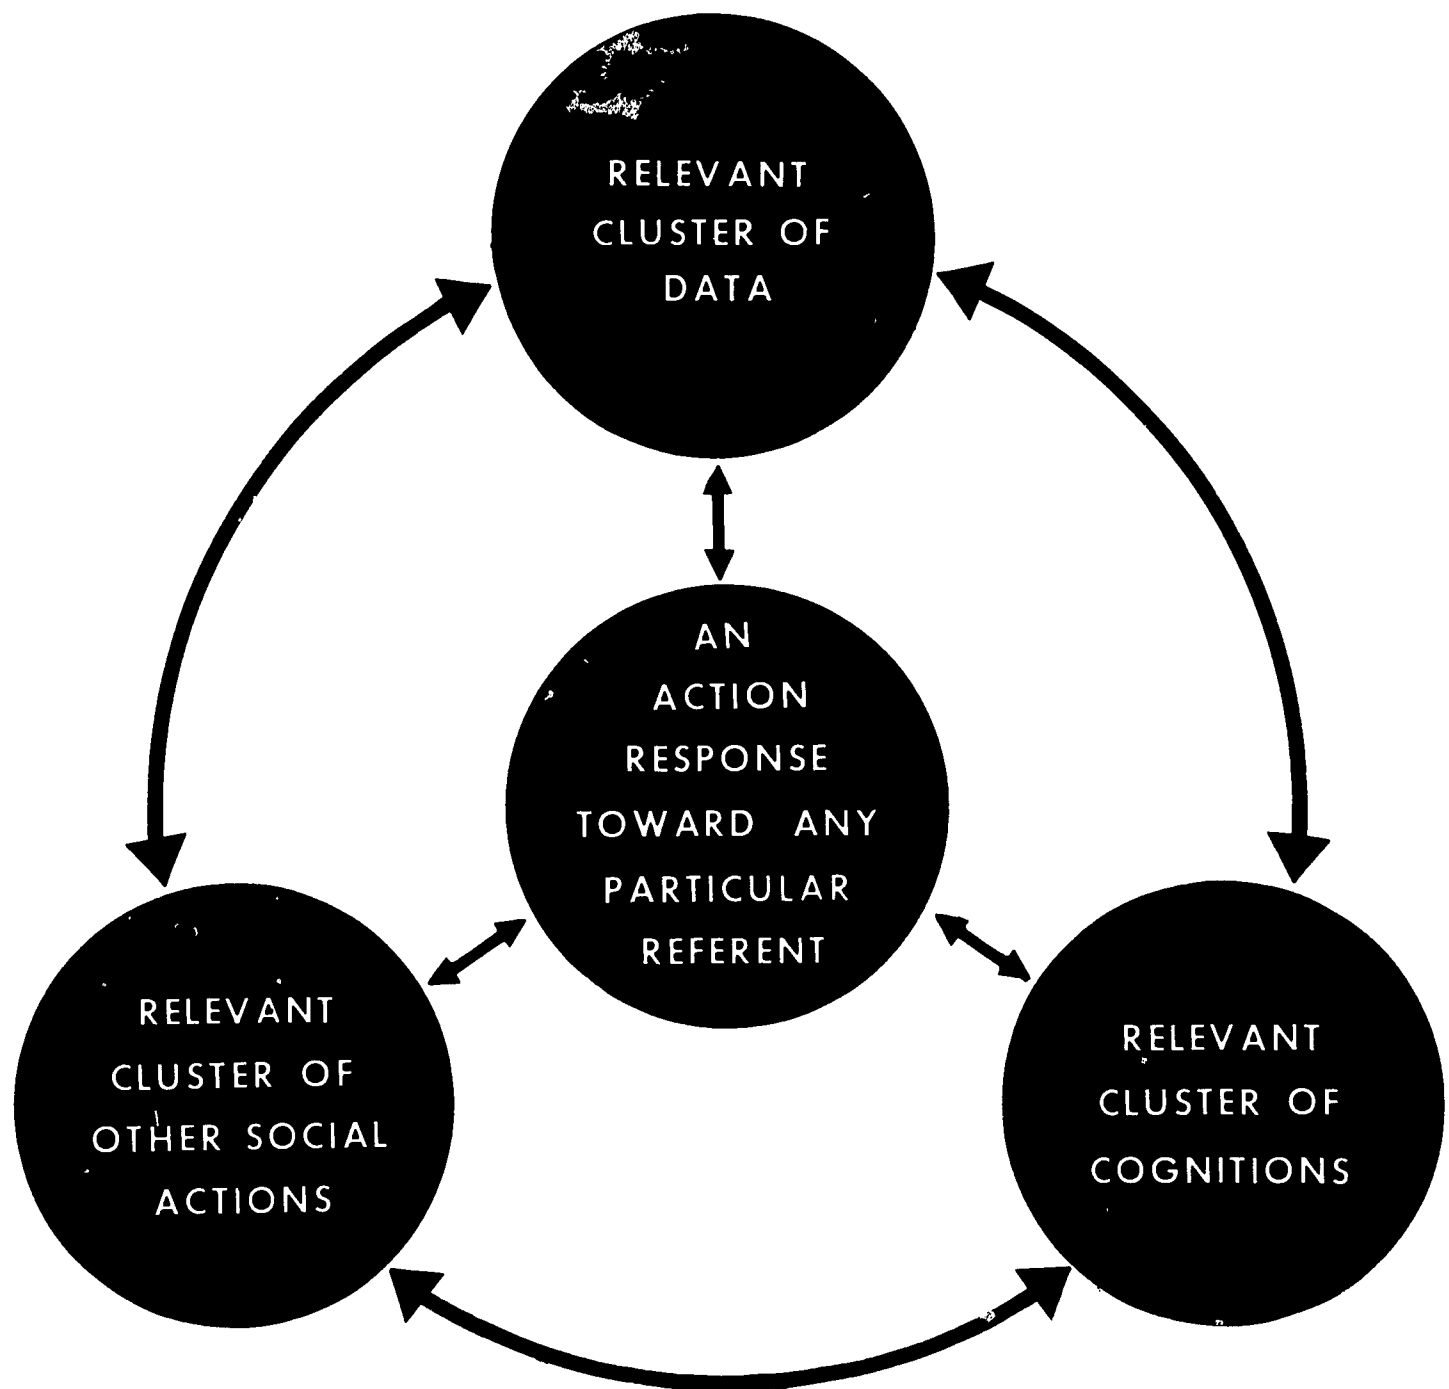 RELEVANT
CLUSTER OF
DATA
AN
ACTION
RESPONSE
TOWARD ANY
PARTICULAR
REFERENT
RELEVANT
CLUSTER OF
OTHER SOCIAL
ACTIONS
RELEVANT
CLUSTER OF
COGNITIONS